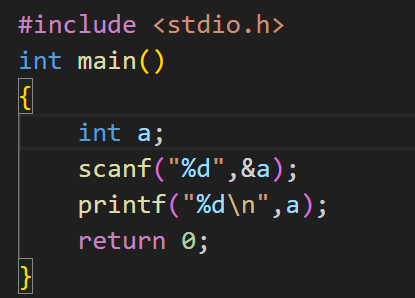 #include <stdio.h>
int main()
{
    int a;
    scanf("%d",&a);
    printf("%d\n",a);
    return 0;
}